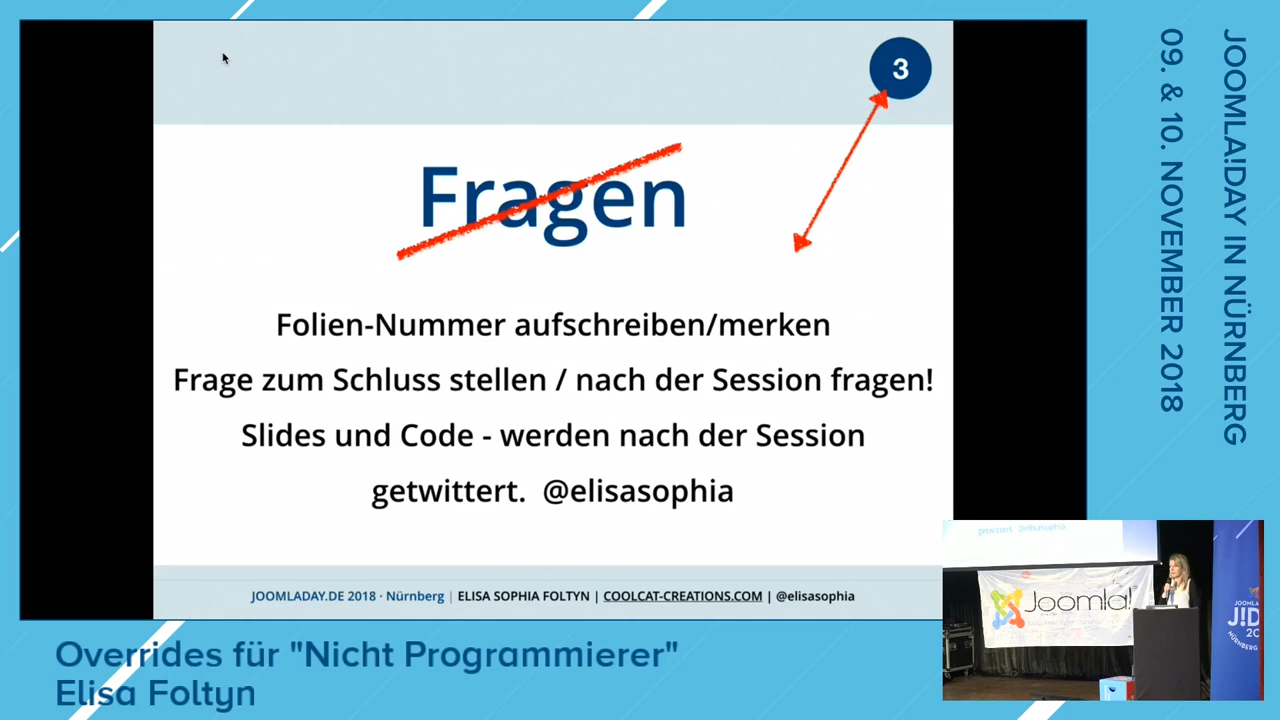 3
Fragen
Folien-Nummer aufschreiben/merken
Frage zum Schluss stellen / nach der Session fragen!
Slides und Code - werden nach der Session
getwittert. @elisasophia
JOOMLADAY.DE 2018 · Nürnberg | ELISA SOPHIA FOLTYN | COOLCAT-CREATIONS.COM | @elisasophia
JOOMLA!DAY IN NÜRNBERG
09. & 10. NOVEMBER 2018
getwittert. @elisasophia
Joomla!
Overrides für "Nicht Programmierer"
Elisa Foltyn